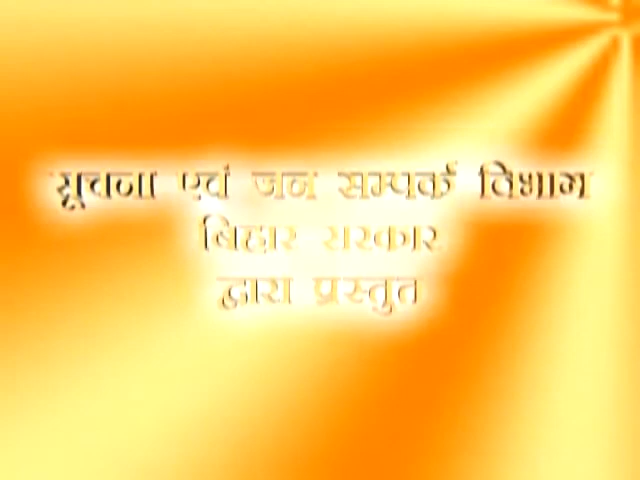 सूचना एवं जन सम्पर्क विभाग
बिहार सरकार
द्वारा प्रस्तुत